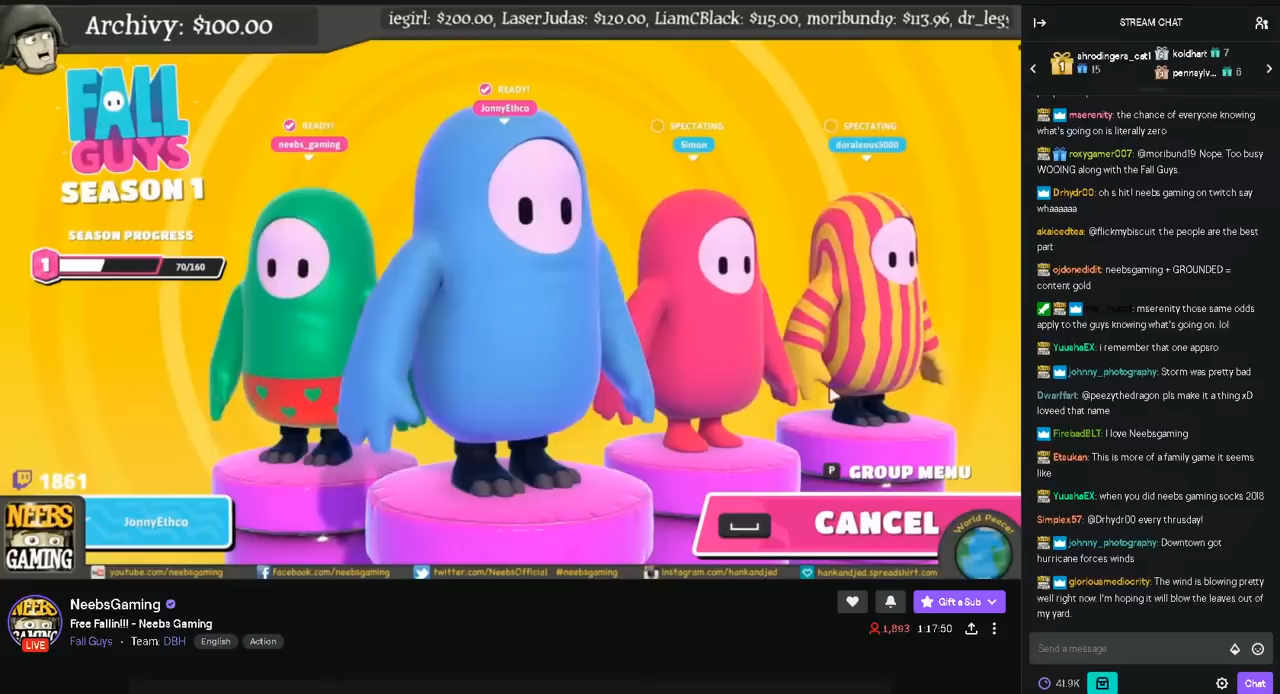 Archivy: $100.00
iegirl: $200.00, LaserJudas: $120.00, LiamCBlack: $115.00, moribund19: $113.96, dr_legs
FALL
GUYS
SEASON 1
SEASON PROGRESS
1
70/160
READY!
neebs_gaming
READY!
JonnyEthco
SPECTATING
Simon
SPECTATING
doraleous5000
P GROUP MENU
CANCEL
World Peace!
1861
NEEBS
GAMING
JonnyEthco
youtube.com/neebsgaming
facebook.com/neebsgaming
twitter.com/NeebsOfficial #neebsgaming
Instagram.com/hankandjed
hankandjed.spreadshirt.com
NEEBS
GAMING
LIVE
NeebsGaming
Free Fallin!!! - Neebs Gaming
Fall Guys · Team: DBH English Action
Gift a Sub
1,893 1:17:50
STREAM CHAT
1 shrodingers_cat1
15
2 koldhart 7
3 pennsylv... 6
mserenity: the chance of everyone knowing
what's going on is literally zero
roxygamer007: @moribund19 Nope. Too busy
WOOING along with the Fall Guys.
Drhydr00: oh s hit! neebs gaming on twitch say
whaaaaaa
akaicedtea: @flickmybiscuit the people are the best
part
ojdonedidit: neebsgaming + GROUNDED =
content gold
: mserenity those same odds
apply to the guys knowing what's going on. lol
YuushaEX: i remember that one appsro
johnny_photography: Storm was pretty bad
Dwarffart: @peezythedragon pls make it a thing xD
loveed that name
FirebadBLT: I love Neebsgaming
Etsukan: This is more of a family game it seems
like
YuushaEX: when you did neebs gaming socks 2018
Simplex57: @Drhydr00 every thrusday!
johnny_photography: Downtown got
hurricane forces winds
gloriousmediocrity: The wind is blowing pretty
well right now. I'm hoping it will blow the leaves out of
my yard.
Send a message
41.9K
Chat